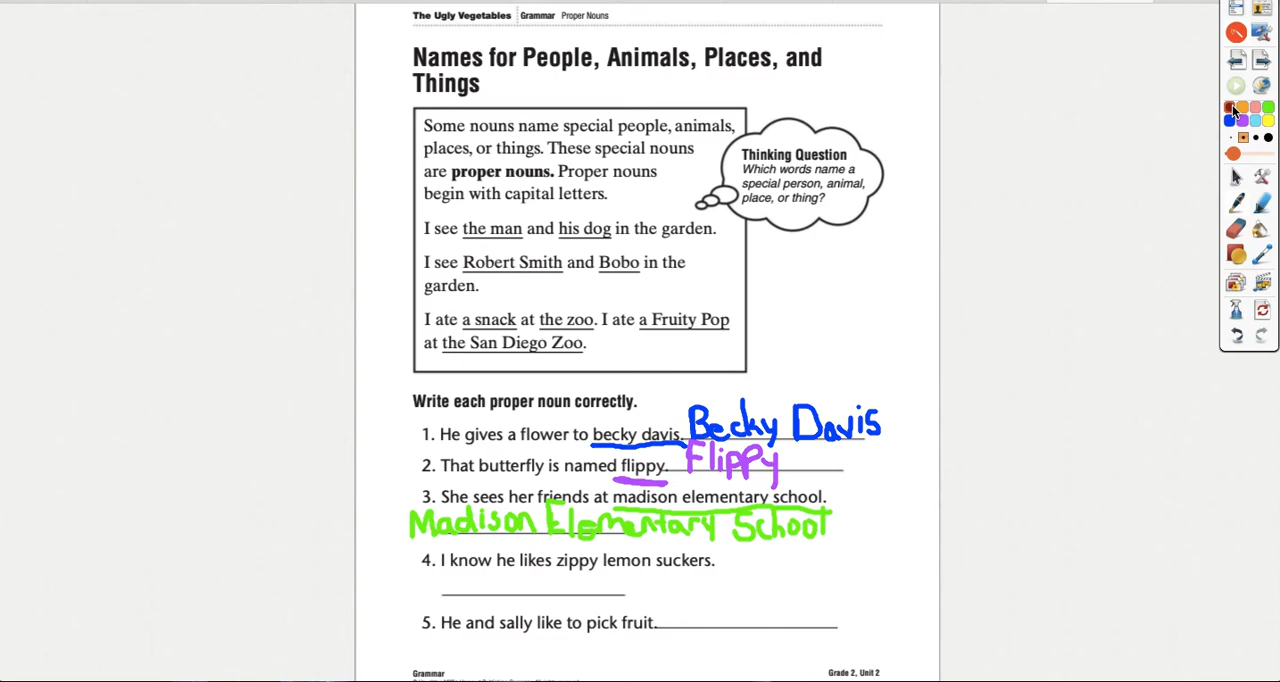 The Ugly Vegetables Grammar Proper Nouns
Names for People, Animals, Places, and
Things
Some nouns name special people, animals,
places, or things. These special nouns
are proper nouns. Proper nouns
begin with capital letters.
Thinking Question
Which words name a
special person, animal,
place, or thing?
I see the man and his dog in the garden.
I see Robert Smith and Bobo in the
garden.
I ate a snack at the zoo. I ate a Fruity Pop
at the San Diego Zoo.
Write each proper noun correctly.
1. He gives a flower to becky davis. Becky Davis
2. That butterfly is named flippy. Flippy
3. She sees her friends at madison elementary school.
Madison Elementary School
4. I know he likes zippy lemon suckers.
5. He and sally like to pick fruit.
Grammar Grade 2, Unit 2